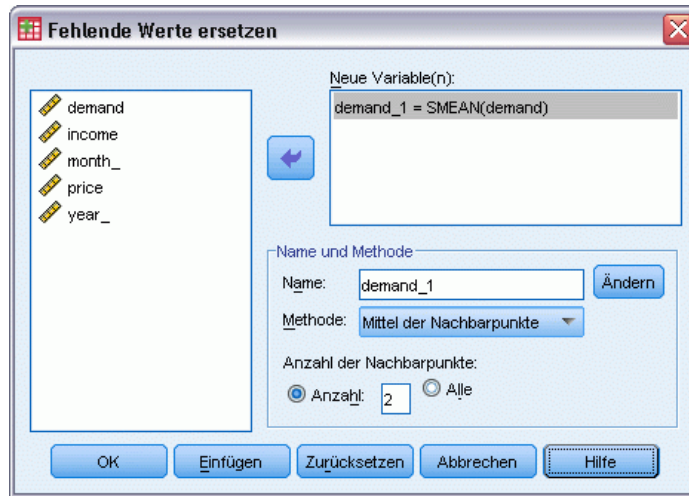 Fehlende Werte ersetzen
demand
income
month_
price
year_
Neue Variable(n):
demand_1 = SMEAN(demand)
Name und Methode
Name:
demand_1
Ändern
Methode:
Mittel der Nachbarpunkte
Anzahl der Nachbarpunkte:
Anzahl:
2
Alle
OK
Einfügen
Zurücksetzen
Abbrechen
Hilfe